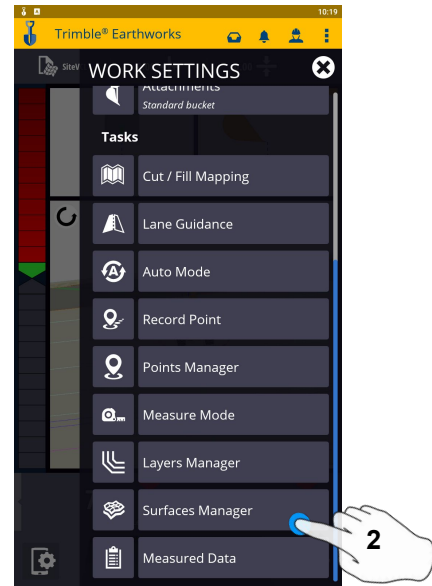 10:19
Trimble® Earthworks
SiteV
WORK SETTINGS
Attachments
Standard bucket
Tasks
Cut / Fill Mapping
Lane Guidance
Auto Mode
Record Point
Points Manager
Measure Mode
Layers Manager
Surfaces Manager
2
Measured Data